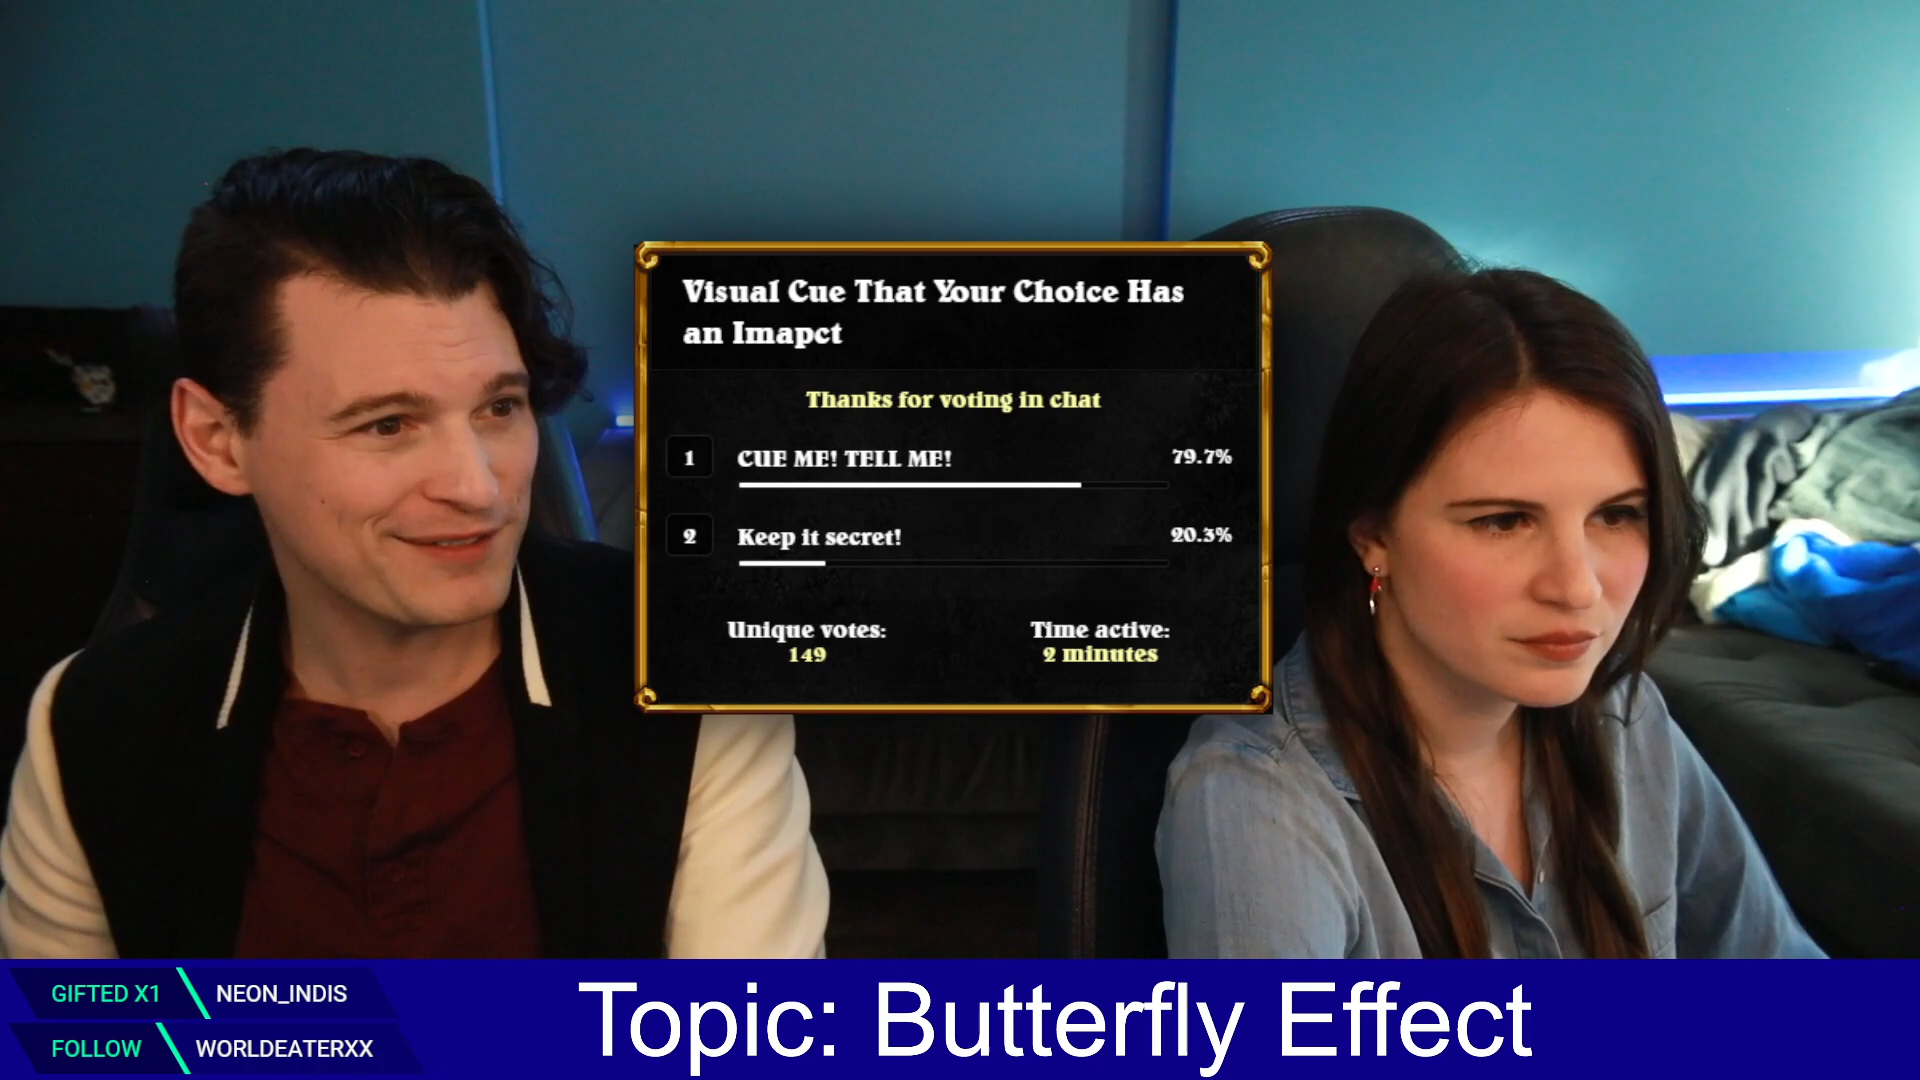 Visual Cue That Your Choice Has
an Imapct
Thanks for voting in chat
1 CUE ME! TELL ME! 79.7%
2 Keep it secret! 20.3%
Unique votes: Time active:
149 2 minutes
GIFTED X1 NEON_INDIS
FOLLOW WORLDEATERXX
Topic: Butterfly Effect